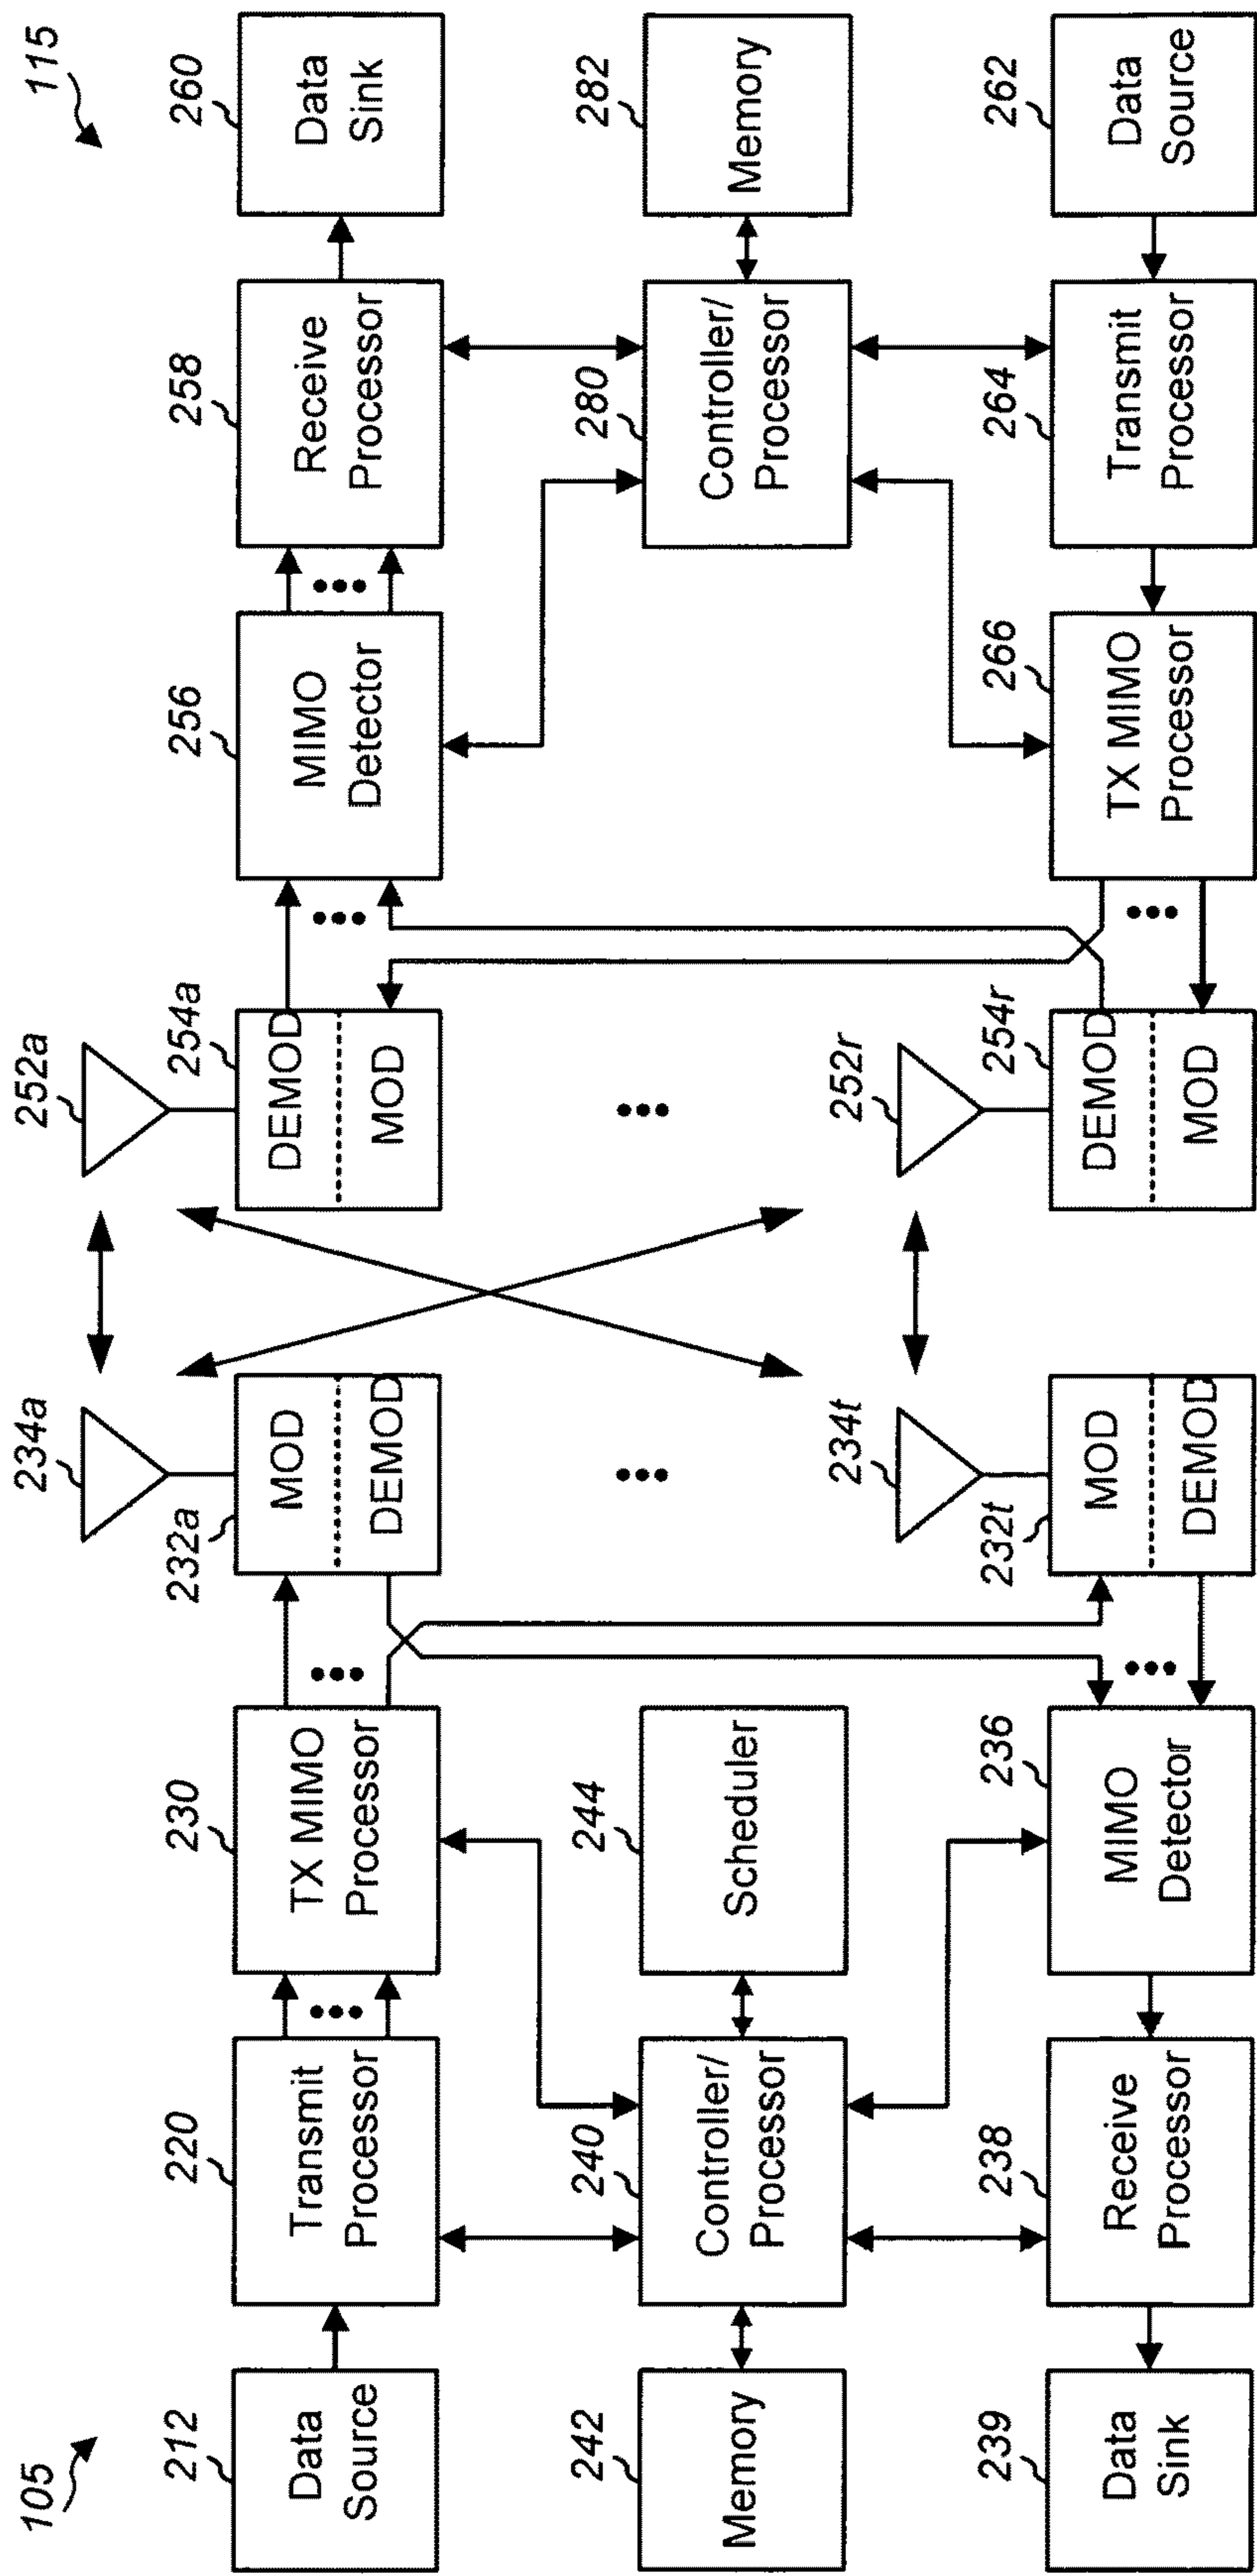 105
115
212
Data
Source
220
Transmit
Processor
230
TX MIMO
Processor
232a
MOD
DEMOD
234a
252a
254a
DEMOD
MOD
256
MIMO
Detector
258
Receive
Processor
260
Data
Sink
242
Memory
240
Controller/
Processor
244
Scheduler
280
Controller/
Processor
282
Memory
239
Data
Sink
238
Receive
Processor
236
MIMO
Detector
232t
MOD
DEMOD
234t
252r
254r
DEMOD
MOD
266
TX MIMO
Processor
264
Transmit
Processor
262
Data
Source